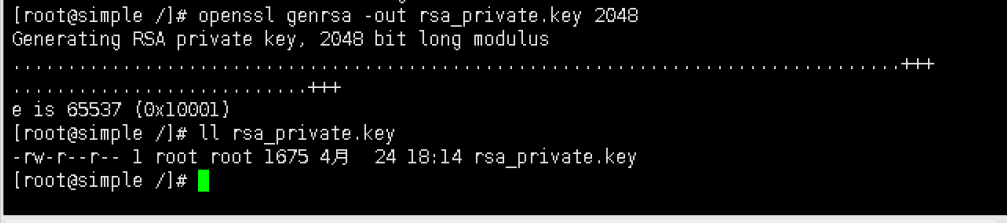 [root@simple /]# openssl genrsa -out rsa_private.key 2048
Generating RSA private key, 2048 bit long modulus
..................................................................................+++
...........................+++
e is 65537 (0x10001)
[root@simple /]# ll rsa_private.key
-rw-r--r-- 1 root root 1675 4月  24 18:14 rsa_private.key
[root@simple /]#